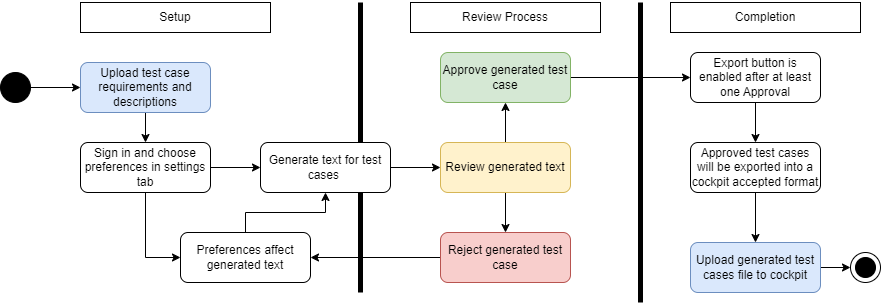 Setup
Review Process
Completion
Upload test case
requirements and
descriptions
Sign in and choose
preferences in settings
tab
Generate text for test
cases
Preferences affect
generated text
Approve generated test
case
Review generated text
Reject generated test
case
Export button is
enabled after at least
one Approval
Approved test cases
will be exported into a
cockpit accepted format
Upload generated test
cases file to cockpit